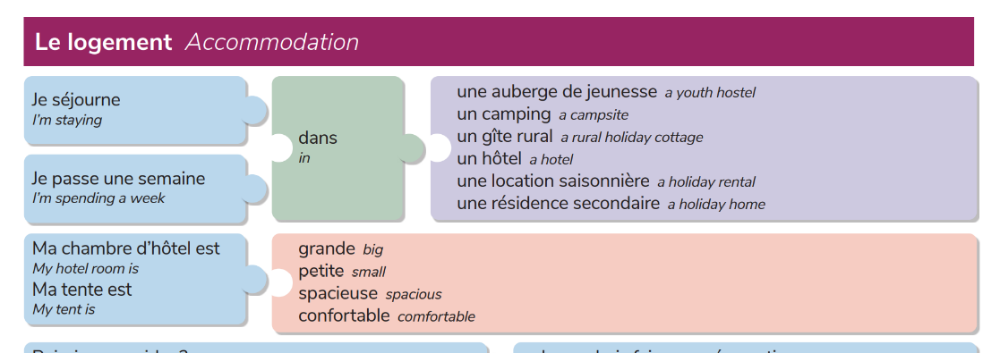 Le logement Accommodation
Je séjourne
I'm staying
Je passe une semaine
I'm spending a week
dans
in
une auberge de jeunesse a youth hostel
un camping a campsite
un gîte rural a rural holiday cottage
un hôtel a hotel
une location saisonnière a holiday rental
une résidence secondaire a holiday home
Ma chambre d'hôtel est
My hotel room is
Ma tente est
My tent is
grande big
petite small
spacieuse spacious
confortable comfortable